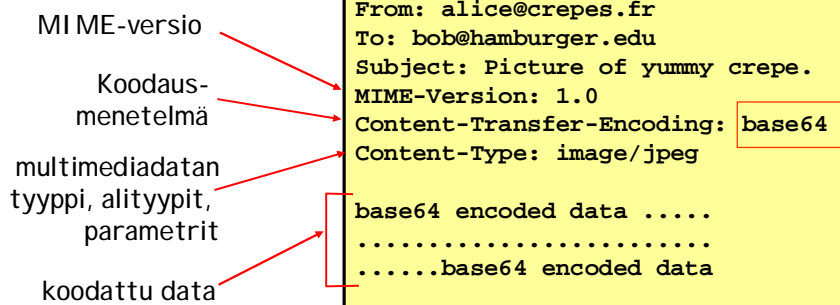 MIME-versio
Koodaus-
menetelmä
multimediadatan
tyyppi, alityypit,
parametrit
koodattu data
From: alice@crepes.fr
To: bob@hamburger.edu
Subject: Picture of yummy crepe.
MIME-Version: 1.0
Content-Transfer-Encoding: base64
Content-Type: image/jpeg
base64 encoded data .....
.........................
......base64 encoded data